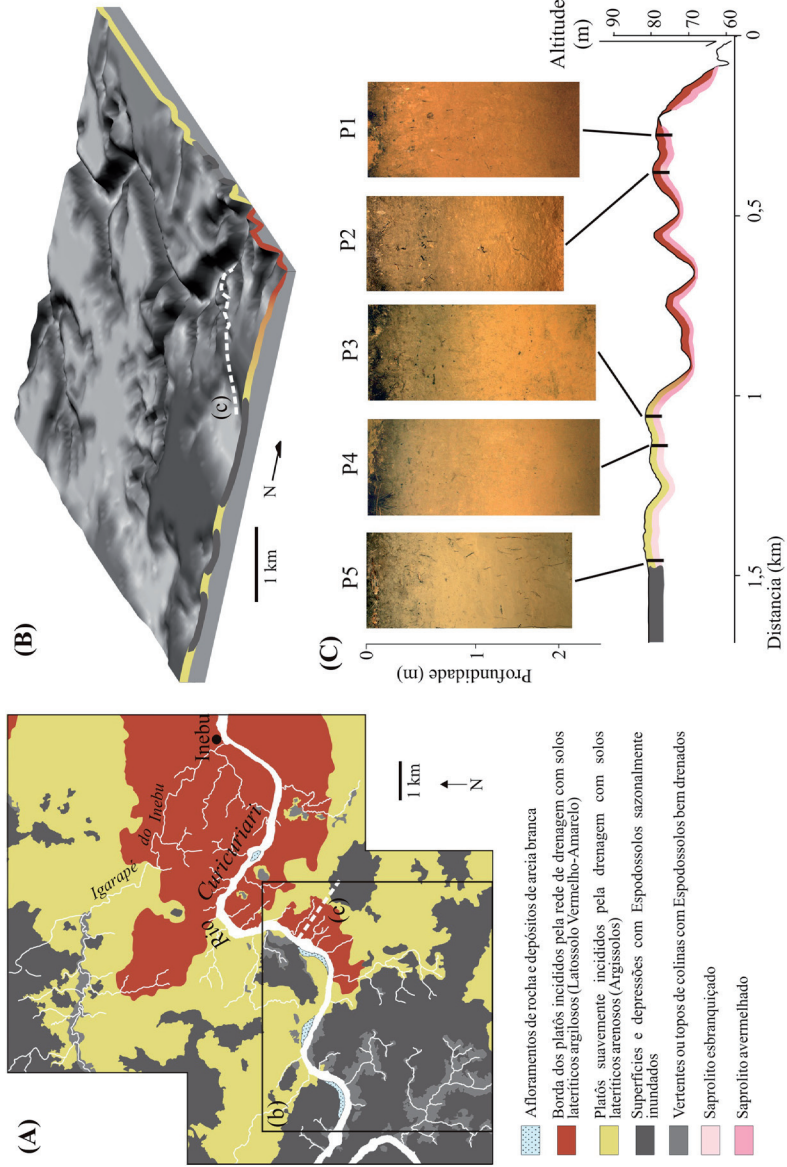 (A)
Igarapé do Inebu
Inebu
Rio Curicuriari
(b)
(c)
1 km
N
Afloramentos de rocha e depósitos de areia branca
Borda dos platôs incididos pela rede de drenagem com solos
lateríticos argilosos (Latossolo Vermelho-Amarelo)
Platôs suavemente incididos pela drenagem com solos
lateríticos arenosos (Argissolos)
Superfícies e depressões com Espodossolos sazonalmente
inundados
Vertentes ou topos de colinas com Espodossolos bem drenados
Saprolito esbranquiçado
Saprolito avermelhado
(B)
(c)
N
1 km
(C)
P5
P4
P3
P2
P1
0
1
2
Profundidade (m)
Altitude
(m)
90
80
70
60
1,5
1
0,5
0
Distancia (km)